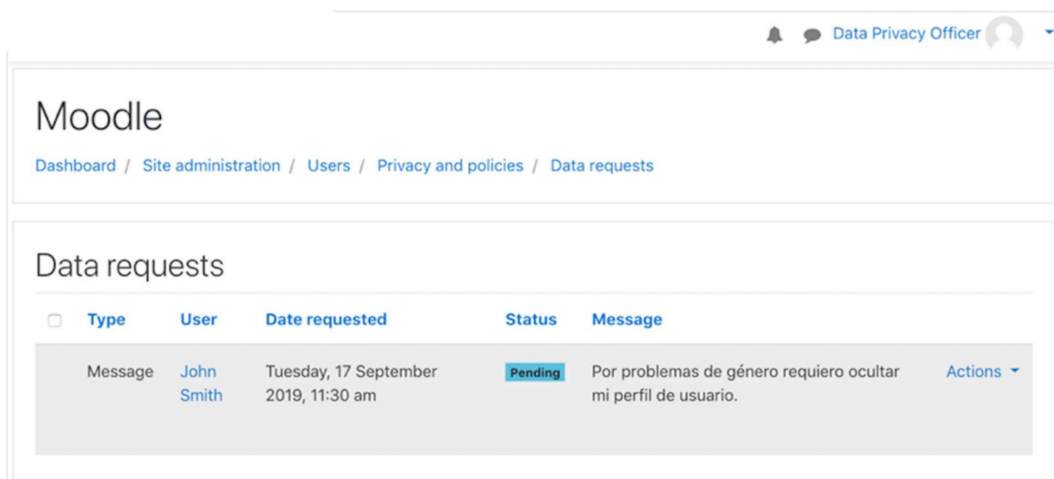 Data Privacy Officer
Moodle
Dashboard / Site administration / Users / Privacy and policies / Data requests
Data requests
Type User Date requested Status Message
Message John Tuesday, 17 September Pending Por problemas de género requiero ocultar Actions
Smith 2019, 11:30 am mi perfil de usuario.